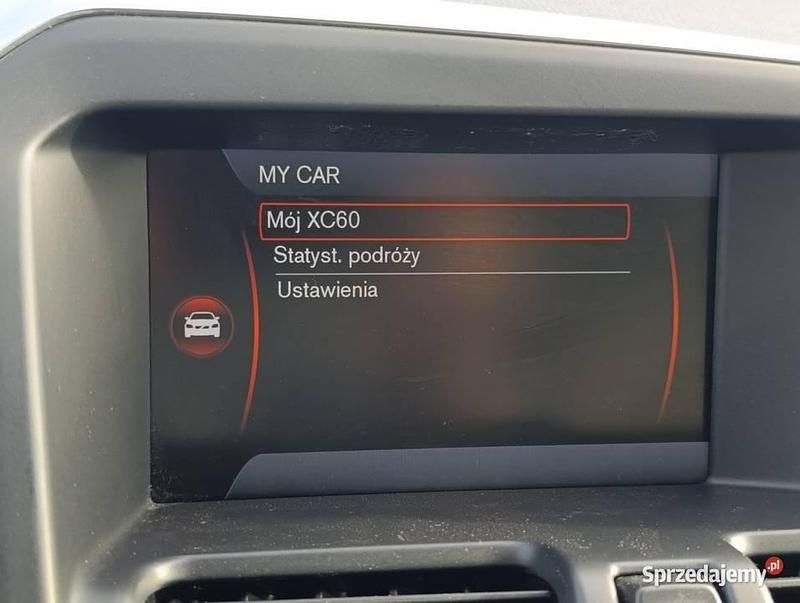 MY CAR
Mój XC60
Statyst. podróży
Ustawienia
Sprzedajemy.pl